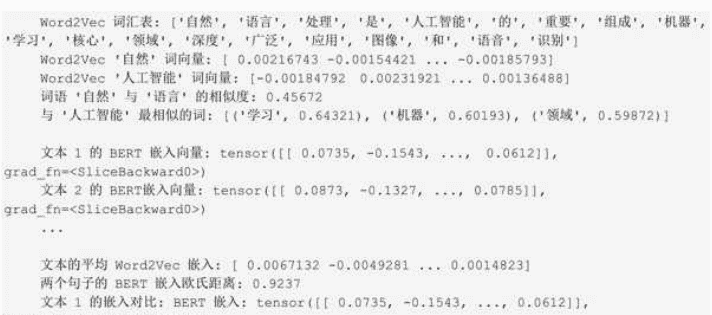 Word2Vec 词汇表: ['自然', '语言', '处理', '是', '人工智能', '的', '重要', '组成', '机器',
'学习', '核心', '领域', '深度', '广泛', '应用', '图像', '和', '语音', '识别']
Word2Vec '自然' 词向量: [ 0.00216743 -0.00154421 ... -0.00185793]
Word2Vec '人工智能' 词向量: [-0.00184792 0.00231921 ... 0.00136488]
词语 '自然' 与 '语言' 的相似度: 0.45672
与 '人工智能' 最相似的词: [('学习', 0.64321), ('机器', 0.60193), ('领域', 0.59872)]
文本 1 的 BERT 嵌入向量: tensor([[ 0.0735, -0.1543, ..., 0.0612]],
grad_fn=<SliceBackward0>)
文本 2 的 BERT嵌入向量: tensor([[ 0.0873, -0.1327, ..., 0.0785]],
grad_fn=<SliceBackward0>)
...
文本的平均 Word2Vec 嵌入: [ 0.0067132 -0.0049281 ... 0.0014823]
两个句子的 BERT 嵌入欧氏距离: 0.9237
文本 1 的嵌入对比: BERT 嵌入: tensor([[ 0.0735, -0.1543, ..., 0.0612]],